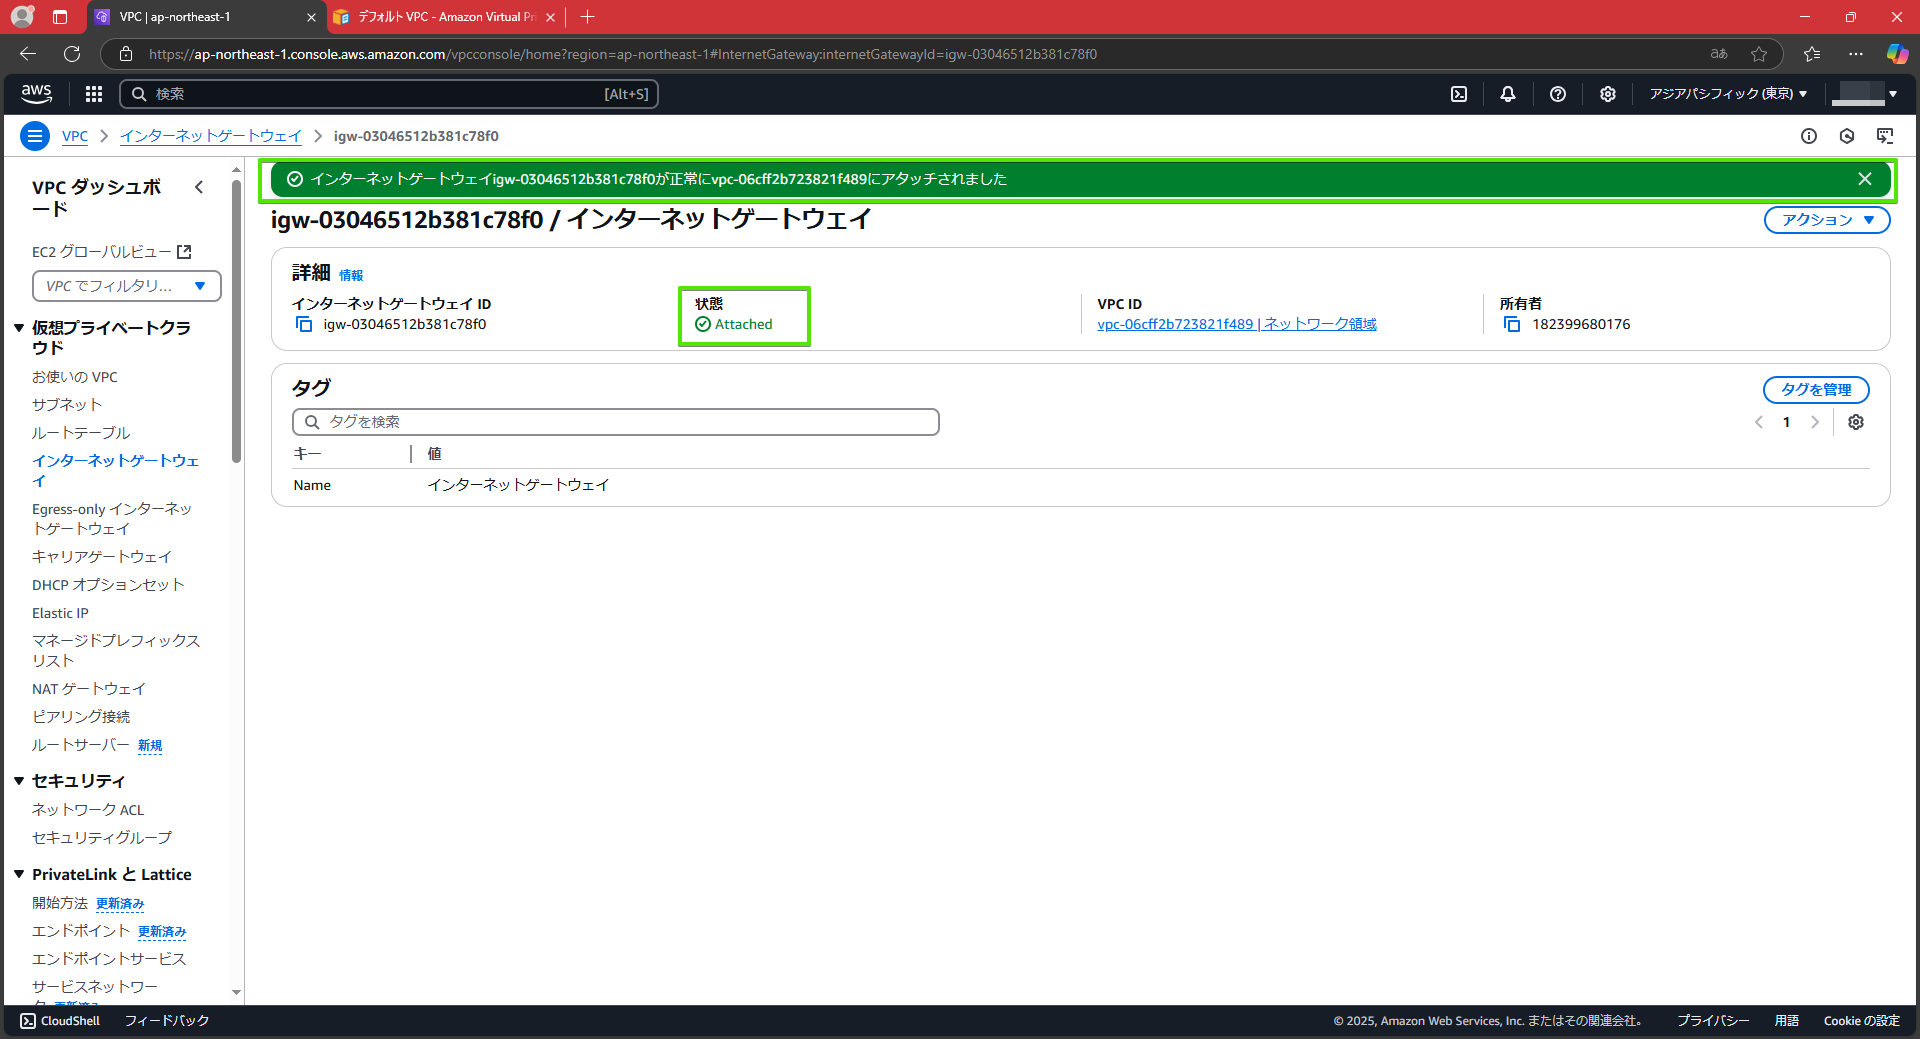 VPC | ap-northeast-1
デフォルト VPC - Amazon Virtual Pri
https://ap-northeast-1.console.aws.amazon.com/vpcconsole/home?region=ap-northeast-1#InternetGateway:internetGatewayId=igw-03046512b381c78f0
aあ
aws
検索
[Alt+S]
アジアパシフィック (東京)
VPC
インターネットゲートウェイ
igw-03046512b381c78f0
VPC ダッシュボ
ード
EC2 グローバルビュー
VPC でフィルタリ...
仮想プライベートクラ
ウド
お使いの VPC
サブネット
ルートテーブル
インターネットゲートウェ
イ
Egress-only インターネッ
トゲートウェイ
キャリアゲートウェイ
DHCP オプションセット
Elastic IP
マネージドプレフィックス
リスト
NAT ゲートウェイ
ピアリング接続
ルートサーバー 新規
セキュリティ
ネットワーク ACL
セキュリティグループ
PrivateLink と Lattice
開始方法 更新済み
エンドポイント 更新済み
エンドポイントサービス
サービスネットワー
ク 更新済み
インターネットゲートウェイigw-03046512b381c78f0が正常にvpc-06cff2b723821f489にアタッチされました
igw-03046512b381c78f0 / インターネットゲートウェイ
アクション
詳細 情報
インターネットゲートウェイ ID
igw-03046512b381c78f0
状態
Attached
VPC ID
vpc-06cff2b723821f489 | ネットワーク領域
所有者
182399680176
タグ
タグを管理
タグを検索
1
キー
値
Name
インターネットゲートウェイ
CloudShell
フィードバック
© 2025, Amazon Web Services, Inc. またはその関連会社。
プライバシー
用語
Cookie の設定